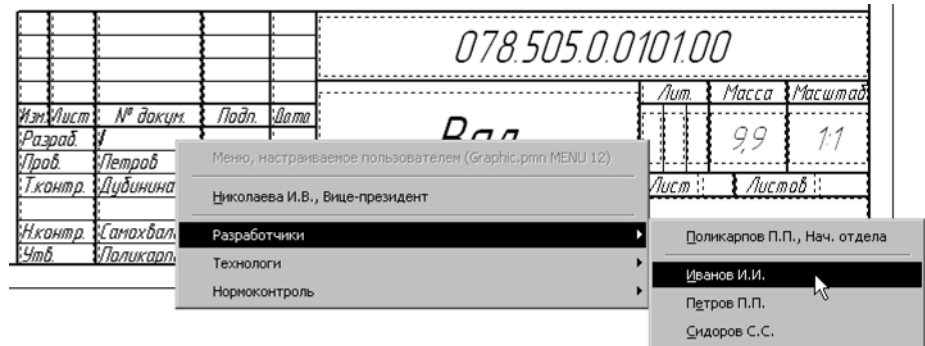 078.505.0.0101.00
Лит. Масса Масштаб
Изм. Лист № докум. Подп. Дата
Вал
9,9 1:1
Разраб.
Пров. Петров
Т.контр. Дубинина
Лист Листов
Н.контр. Самохвал
Утв. Поликарп
Меню, настраиваемое пользователем (Graphic.pmn MENU 12)
Николаева И.В., Вице-президент
Разработчики
Технологи
Нормоконтроль
Поликарпов П.П., Нач. отдела
Иванов И.И.
Петров П.П.
Сидоров С.С.